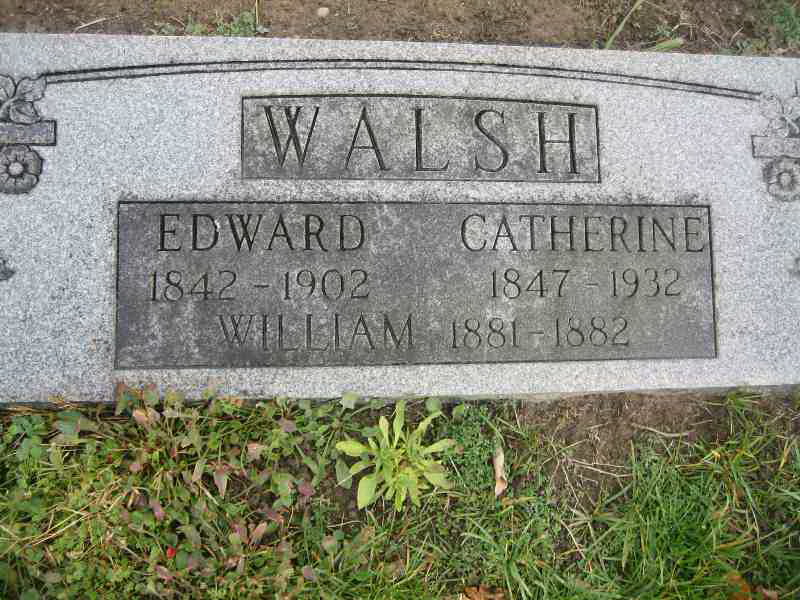 WALSH
EDWARD CATHERINE
1842 - 1902 1847 - 1932
WILLIAM 1881 - 1882